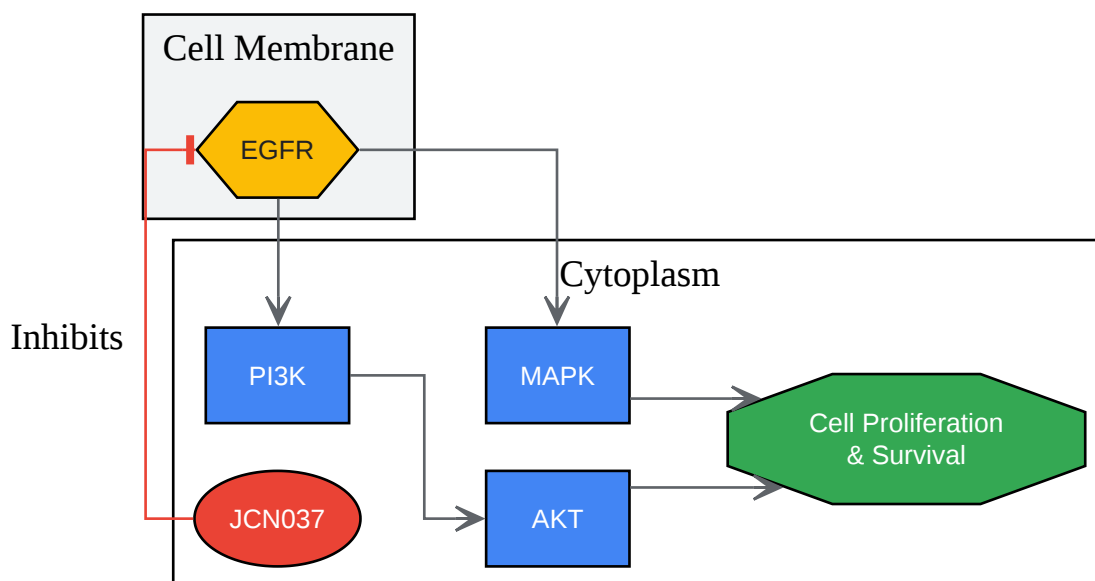 Cell Membrane
EGFR
Cytoplasm
Inhibits
PI3K
MAPK
Cell Proliferation
& Survival
JCN037
AKT